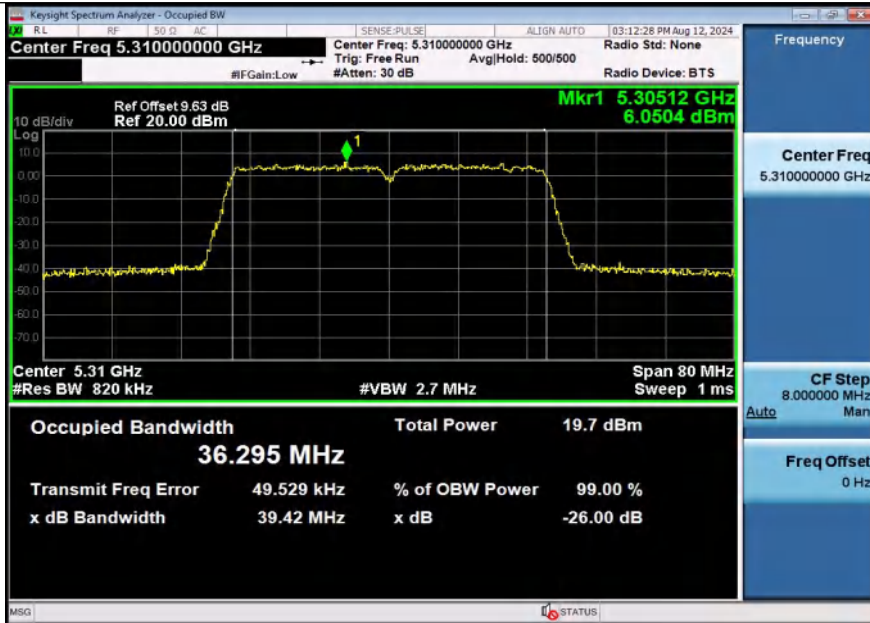 Keysight Spectrum Analyzer - Occupied BW
LXI RL RF 50 Ω AC SENSE:PULSE ALIGN AUTO 03:12:28 PM Aug 12, 2024
Center Freq 5.310000000 GHz
Center Freq: 5.310000000 GHz
Radio Std: None
Trig: Free Run
Avg|Hold: 500/500
#IFGain:Low
#Atten: 30 dB
Radio Device: BTS
Frequency
Mkr1 5.30512 GHz
6.0504 dBm
Ref Offset 9.63 dB
10 dB/div Ref 20.00 dBm
Log
10.0
0.00
-10.0
-20.0
-30.0
-40.0
-50.0
-60.0
-70.0
1
Center 5.31 GHz
Span 80 MHz
#Res BW 820 kHz
#VBW 2.7 MHz
Sweep 1 ms
Occupied Bandwidth
36.295 MHz
Total Power 19.7 dBm
Transmit Freq Error 49.529 kHz
% of OBW Power 99.00 %
x dB Bandwidth 39.42 MHz
x dB -26.00 dB
Center Freq
5.310000000 GHz
CF Step
8.000000 MHz
Auto Man
Freq Offset
0 Hz
MSG STATUS